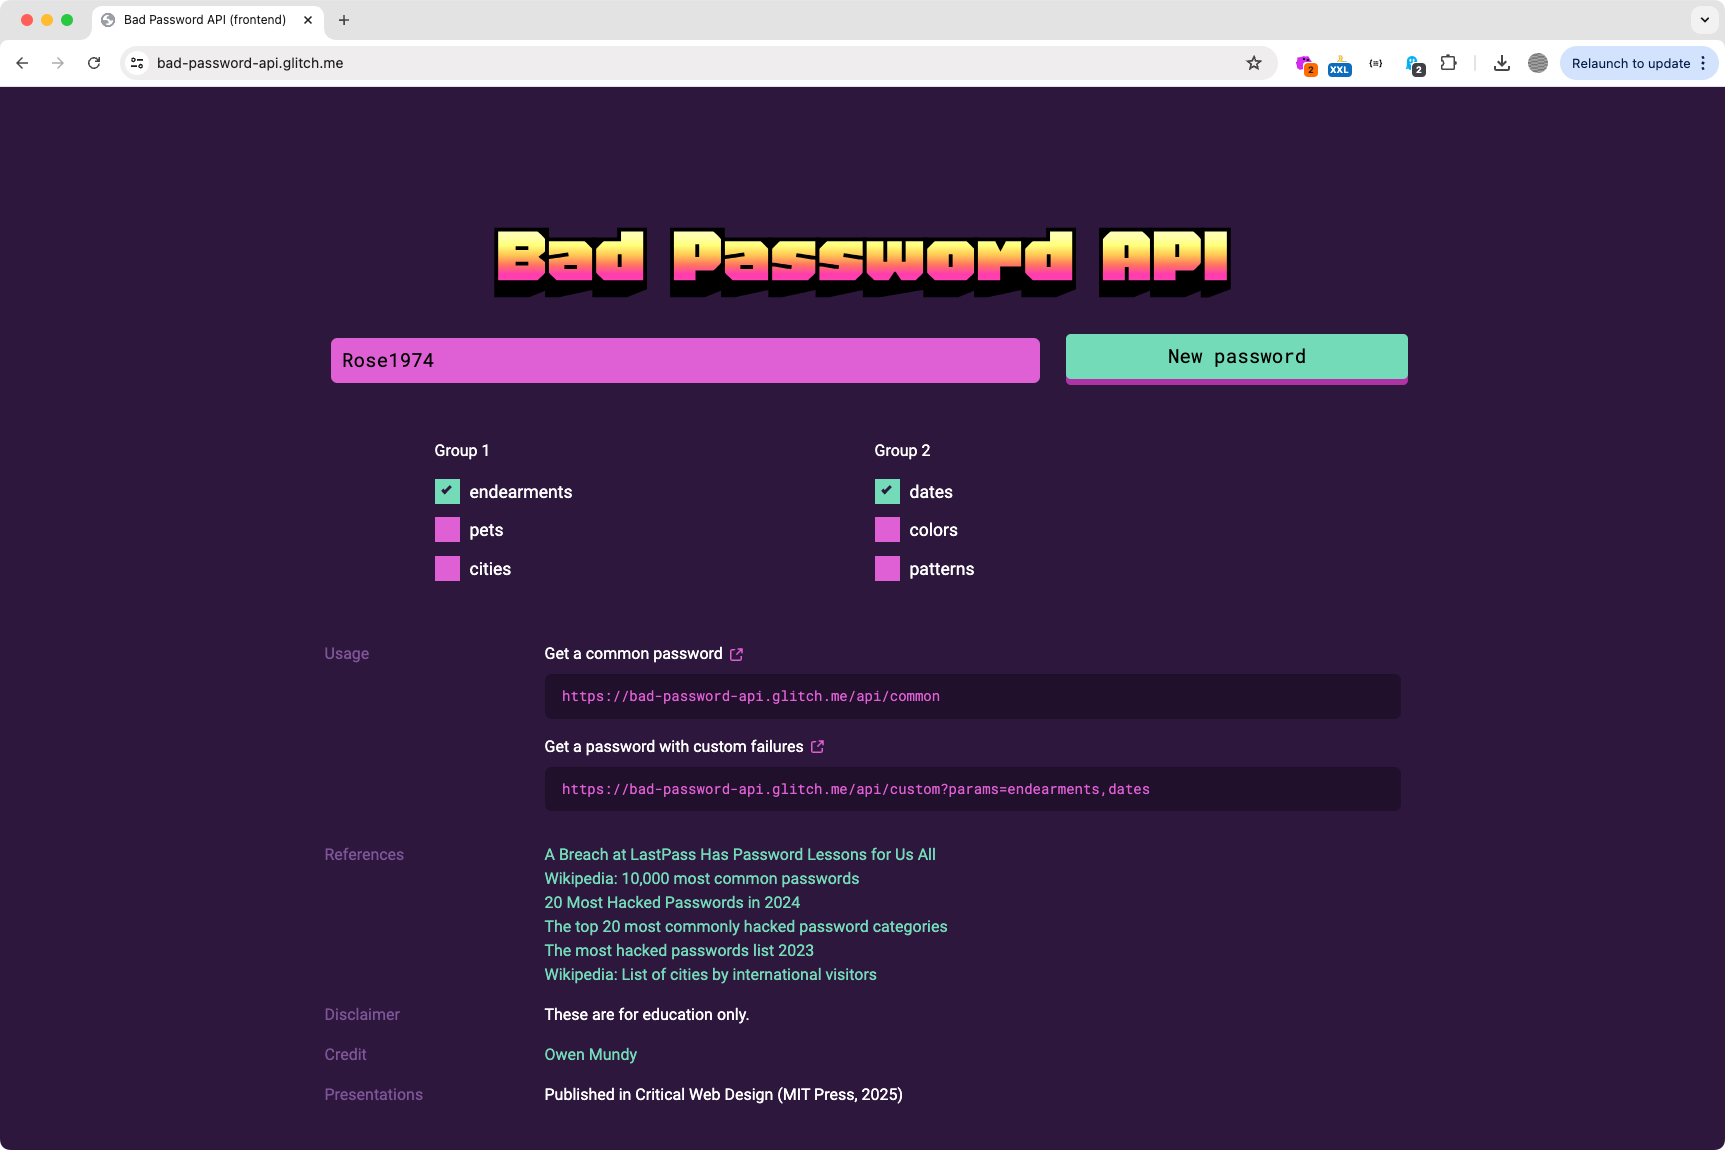 Bad Password API (frontend)
bad-password-api.glitch.me
2
XXL
2
Relaunch to update
Bad Password API
Rose1974
New password
Group 1
Group 2
endearments
dates
pets
colors
cities
patterns
Usage
Get a common password
https://bad-password-api.glitch.me/api/common
Get a password with custom failures
https://bad-password-api.glitch.me/api/custom?params=endearments,dates
References
A Breach at LastPass Has Password Lessons for Us All
Wikipedia: 10,000 most common passwords
20 Most Hacked Passwords in 2024
The top 20 most commonly hacked password categories
The most hacked passwords list 2023
Wikipedia: List of cities by international visitors
Disclaimer
These are for education only.
Credit
Owen Mundy
Presentations
Published in Critical Web Design (MIT Press, 2025)